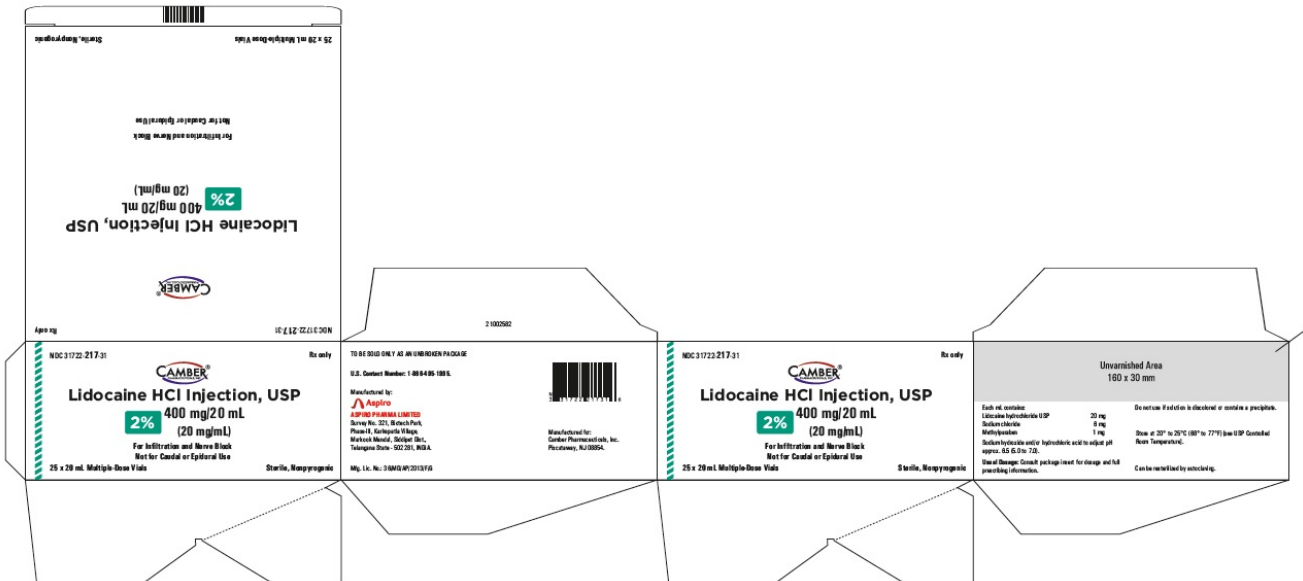 25 x 20 mL Multiple-Dose Vials Sterile, Nonpyrogenic
Not for Caudal or Epidural Use
For Infiltration and Nerve Block
(20 mg/mL)
2% 400 mg/20 mL
Lidocaine HCl Injection, USP
CAMBER®
NDC 31722-217-31 Rx only
21002582
NDC 31722-217-31 Rx only
CAMBER®
Lidocaine HCl Injection, USP
2% 400 mg/20 mL
(20 mg/mL)
For Infiltration and Nerve Block
Not for Caudal or Epidural Use
25 x 20 mL Multiple-Dose Vials Sterile, Nonpyrogenic
TO BE SOLD ONLY AS AN UNBROKEN PACKAGE
U.S. Contact Number: 1-866-495-1995.
Manufactured by:
Aspiro
ASPIRO PHARMA LIMITED
Survey No. 321, Biotech Park,
Phase-III, Karkapatla Village,
Markook Mandal, Siddipet Dist.,
Telangana State - 502 281, INDIA.
Mfg. Lic. No.: 36/MD/AP/2013/F/G
Manufactured for:
Camber Pharmaceuticals, Inc.
Piscataway, NJ 08854.
NDC 31722-217-31 Rx only
CAMBER®
Lidocaine HCl Injection, USP
2% 400 mg/20 mL
(20 mg/mL)
For Infiltration and Nerve Block
Not for Caudal or Epidural Use
25 x 20 mL Multiple-Dose Vials Sterile, Nonpyrogenic
Unvarnished Area
160 x 30 mm
Each mL contains:
Lidocaine hydrochloride USP 20 mg
Sodium chloride 6 mg
Methylparaben 1 mg
Sodium hydroxide and/or hydrochloric acid to adjust pH
approx. 6.5 (5.0 to 7.0).
Usual Dosage: Consult package insert for dosage and full
prescribing information.
Do not use if solution is discolored or contains a precipitate.
Store at 20° to 25°C (68° to 77°F) [see USP Controlled
Room Temperature].
Can be resterilized by autoclaving.